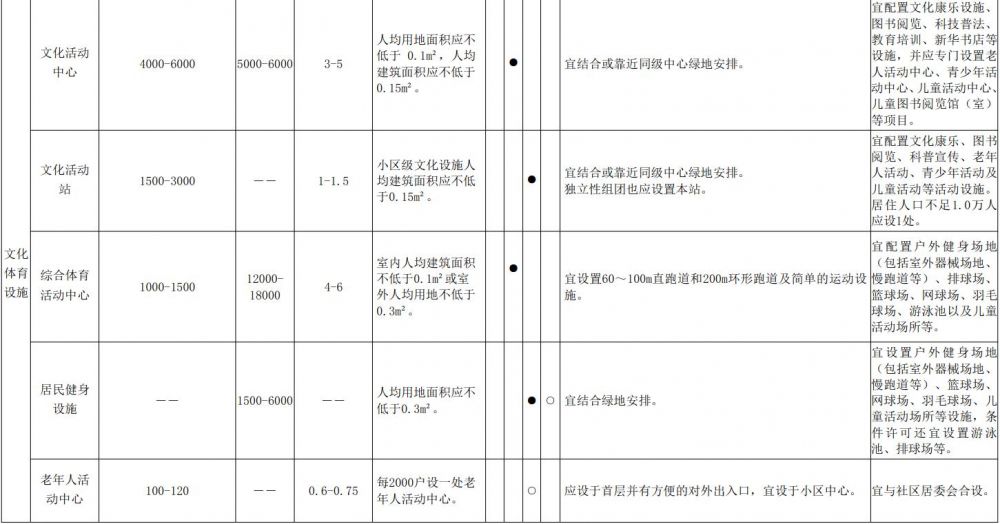 文化
体育
设施
文化活动
中心
4000-6000
5000-6000
3-5
人均用地面积应不
低于 0.1m²，人均
建筑面积应不低于
0.15m²。
●
宜结合或靠近同级中心绿地安排。
宜配置文化康乐设施、
图书阅览、科技普法、
教育培训、新华书店等
设施，并应专门设置老
人活动中心、青少年活
动中心、儿童活动中心、
儿童图书阅览馆（室）
等项目。
文化活动
站
1500-3000
——
1-1.5
小区级文化设施人
均建筑面积应不低
于0.15m²。
●
宜结合或靠近同级中心绿地安排。
独立性组团也应设置本站。
宜配置文化康乐、图书
阅览、科普宣传、老年
人活动、青少年活动及
儿童活动等活动设施。
居住人口不足1.0万人
应设1处。
综合体育
活动中心
1000-1500
12000-
18000
4-6
室内人均建筑面积
不低于0.1m²或室
外人均用地不低于
0.3m²。
●
宜设置60～100m直跑道和200m环形跑道及简单的运动设
施。
宜配置户外健身场地
（包括室外器械场地、
慢跑道等）、排球场、
篮球场、网球场、羽毛
球场、游泳池以及儿童
活动场所等。
居民健身
设施
——
1500-6000
——
人均用地面积应不
低于0.3m²。
●
○
宜结合绿地安排。
宜设置户外健身场地
（包括室外器械场地、
慢跑道等）、篮球场、
网球场、羽毛球场、儿
童活动场所等设施，条
件许可还宜设置游泳
池、排球场等。
老年人活
动中心
100-120
——
0.6-0.75
每2000户设一处老
年人活动中心。
○
应设于首层并有方便的对外出入口，宜设于小区中心。
宜与社区居委会合设。